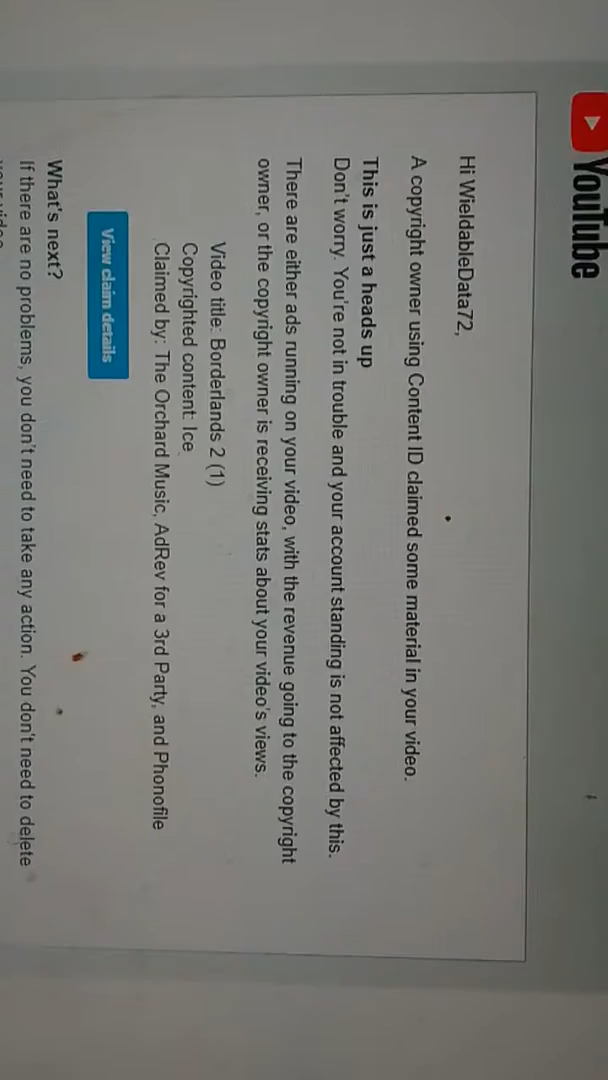 YouTube
Hi WieldableData72,
A copyright owner using Content ID claimed some material in your video.
This is just a heads up
Don't worry. You're not in trouble and your account standing is not affected by this.
There are either ads running on your video, with the revenue going to the copyright
owner, or the copyright owner is receiving stats about your video's views.
Video title: Borderlands 2 (1)
Copyrighted content: Ice
Claimed by: The Orchard Music, AdRev for a 3rd Party, and Phonofile
View claim details
What's next?
If there are no problems, you don't need to take any action. You don't need to delete
your video